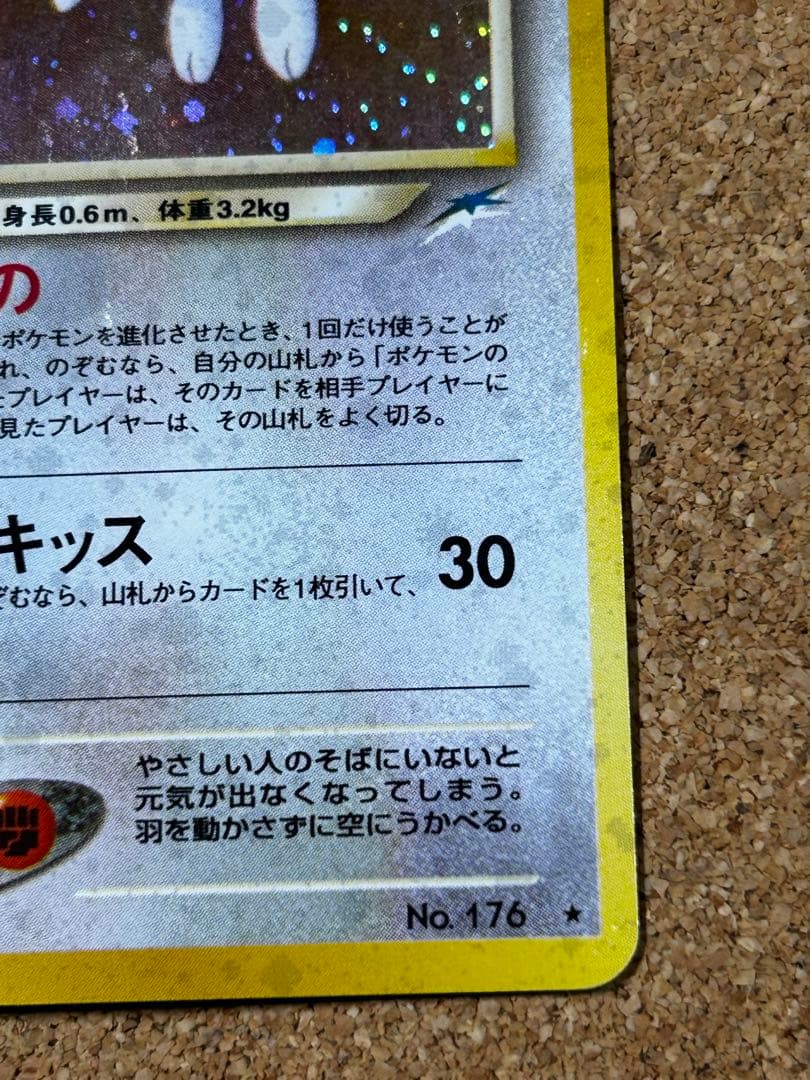 身長0.6m、体重3.2kg
の
ポケモンを進化させたとき、1回だけ使うことが
れ、のぞむなら、自分の山札から「ポケモンの
たプレイヤーは、そのカードを相手プレイヤーに
見たプレイヤーは、その山札をよく切る。
キッス
30
ぞむなら、山札からカードを1枚引いて、
やさしい人のそばにいないと
元気が出なくなってしまう。
羽を動かさずに空にうかべる。
No. 176 ★